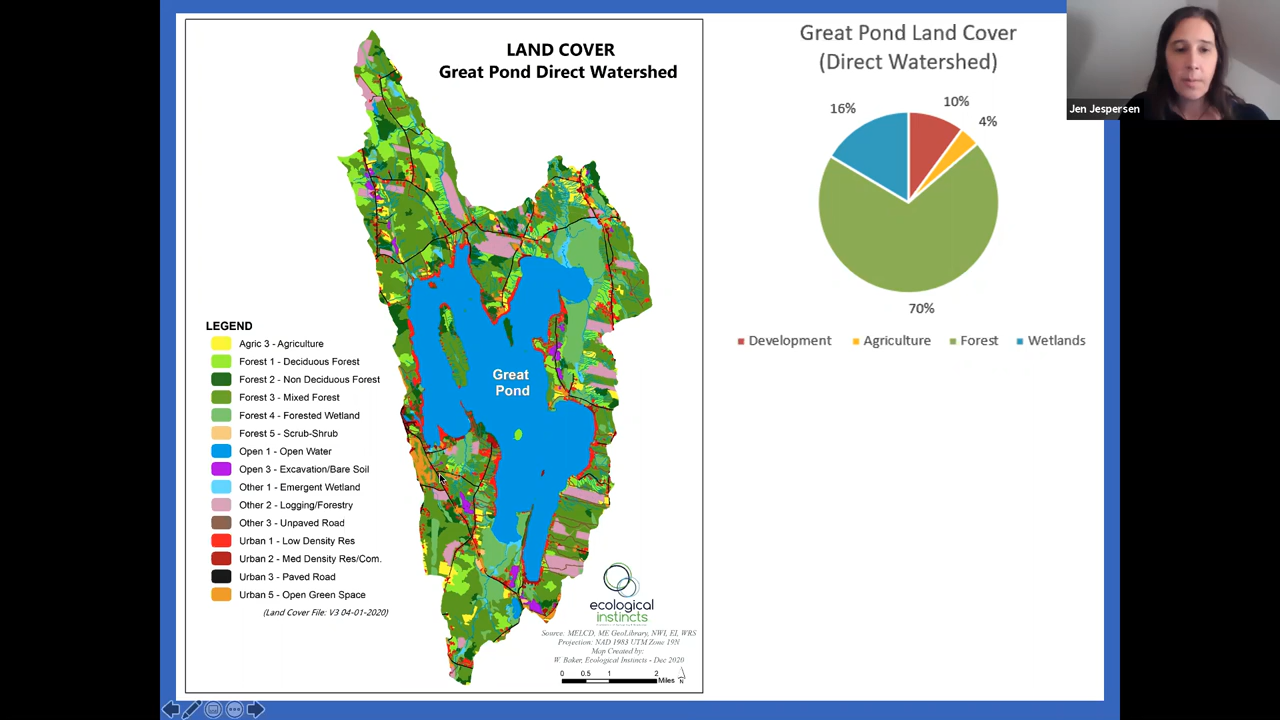 LAND COVER
Great Pond Direct Watershed
LEGEND
Agric 3 - Agriculture
Forest 1 - Deciduous Forest
Forest 2 - Non Deciduous Forest
Forest 3 - Mixed Forest
Forest 4 - Forested Wetland
Forest 5 - Scrub-Shrub
Open 1 - Open Water
Open 3 - Excavation/Bare Soil
Other 1 - Emergent Wetland
Other 2 - Logging/Forestry
Other 3 - Unpaved Road
Urban 1 - Low Density Res
Urban 2 - Med Density Res/Com.
Urban 3 - Paved Road
Urban 5 - Open Green Space
(Land Cover File: V3 04-01-2020)
Great
Pond
ecological
instincts
Source: MELCD, ME GeoLibrary, NWI, EI, WRS
Projection: NAD 1983 UTM Zone 19N
Map Created by:
W. Baker, Ecological Instincts - Dec 2020
0 0.5 1 2
Miles
N
Great Pond Land Cover
(Direct Watershed)
16%
10%
4%
70%
Development Agriculture Forest Wetlands
Jen Jespersen